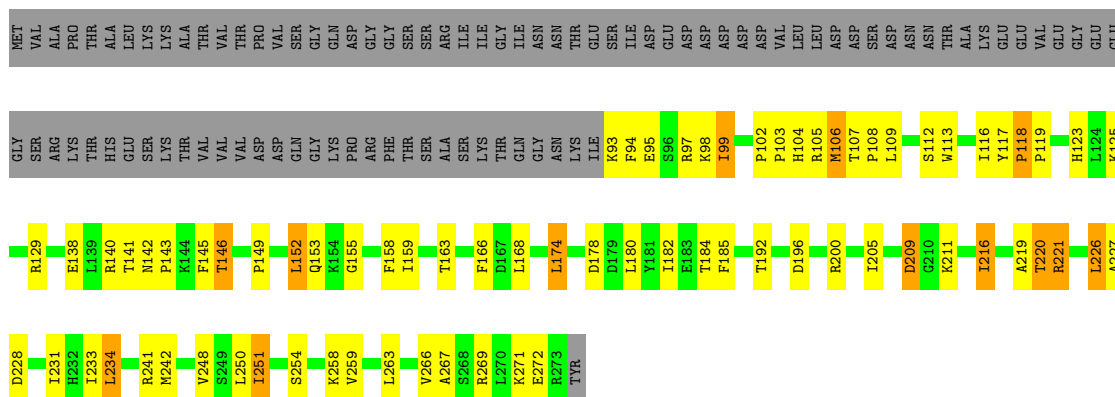 MET VAL ALA PRO THR ALA LEU LYS LYS ALA THR VAL THR PRO VAL SER GLY GLN ASP GLY GLY SER SER ARG ILE ILE GLY ILE ASN ASN THR GLU SER ILE ASP GLU ASP ASP ASP ASP ASP VAL LEU LEU ASP ASP SER ASP ASN ASN THR ALA LYS GLU GLU VAL GLU GLY GLU GLU
GLY SER ARG LYS THR HIS GLU SER LYS THR VAL VAL VAL ASP ASP GLN GLY LYS PRO ARG PHE THR SER ALA SER LYS THR GLN GLY ASN LYS ILE K93 F94 E95 S96 R97 K98 I99 P102 P103 H104 R105 M106 T107 P108 L109 S112 W113 I116 Y117 P118 P119 H123 L124 K125
R129 E138 L139 R140 T141 N142 P143 K144 F145 T146 P149 L152 Q153 K154 G155 F158 I159 T163 F166 D167 L168 L174 D178 D179 L180 Y181 I182 E183 T184 F185 T192 D196 R200 I205 D209 G210 K211 I216 A219 T220 R221 L226 A227
D228 I231 H232 I233 L234 R241 M242 V248 S249 L250 I251 S254 K258 V259 L263 V266 A267 S268 R269 L270 K271 E272 R273 TYR